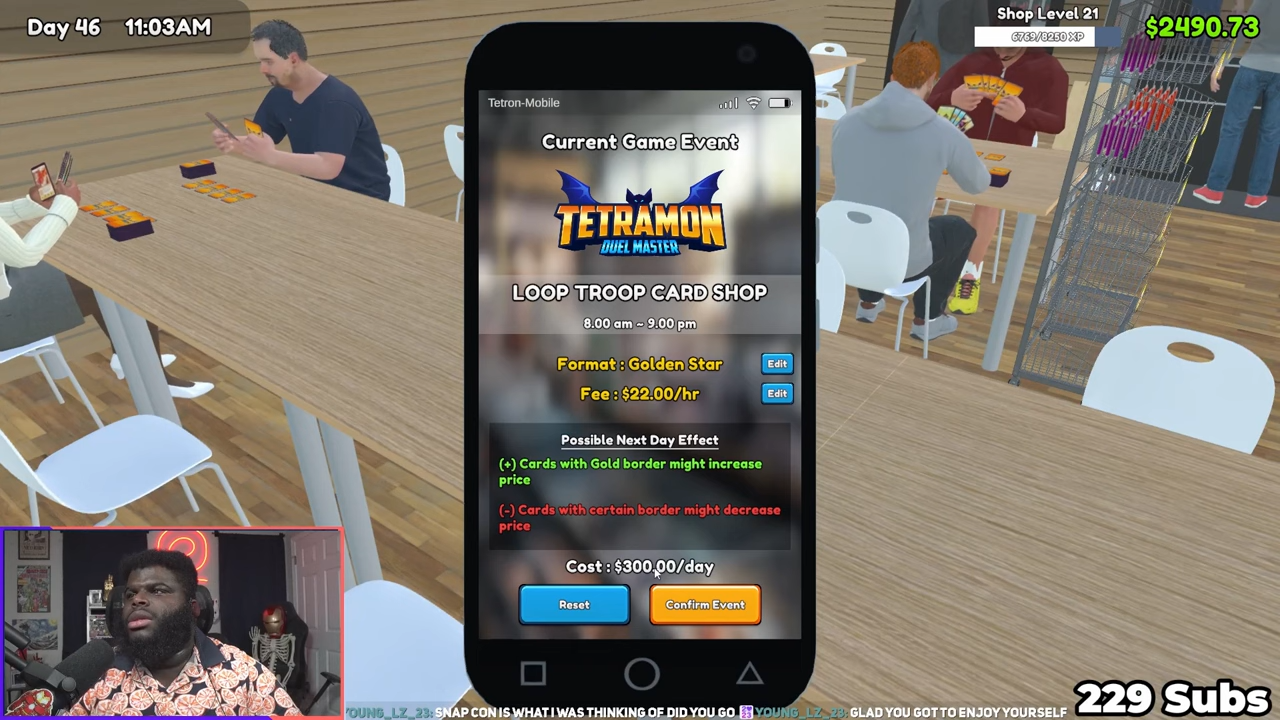 Day 46 11:03AM
Shop Level 21
6769/8250 XP
$2490.73
Tetron-Mobile
Current Game Event
TETRAMON
DUEL MASTER
LOOP TROOP CARD SHOP
8.00 am ~ 9.00 pm
Format : Golden Star
Edit
Fee : $22.00/hr
Edit
Possible Next Day Effect
(+) Cards with Gold border might increase
price
(-) Cards with certain border might decrease
price
Cost : $300.00/day
Reset
Confirm Event
YOUNG_LZ_23: SNAP CON IS WHAT I WAS THINKING OF DID YOU GO YOUNG_LZ_23: GLAD YOU GOT TO ENJOY YOURSELF
229 Subs